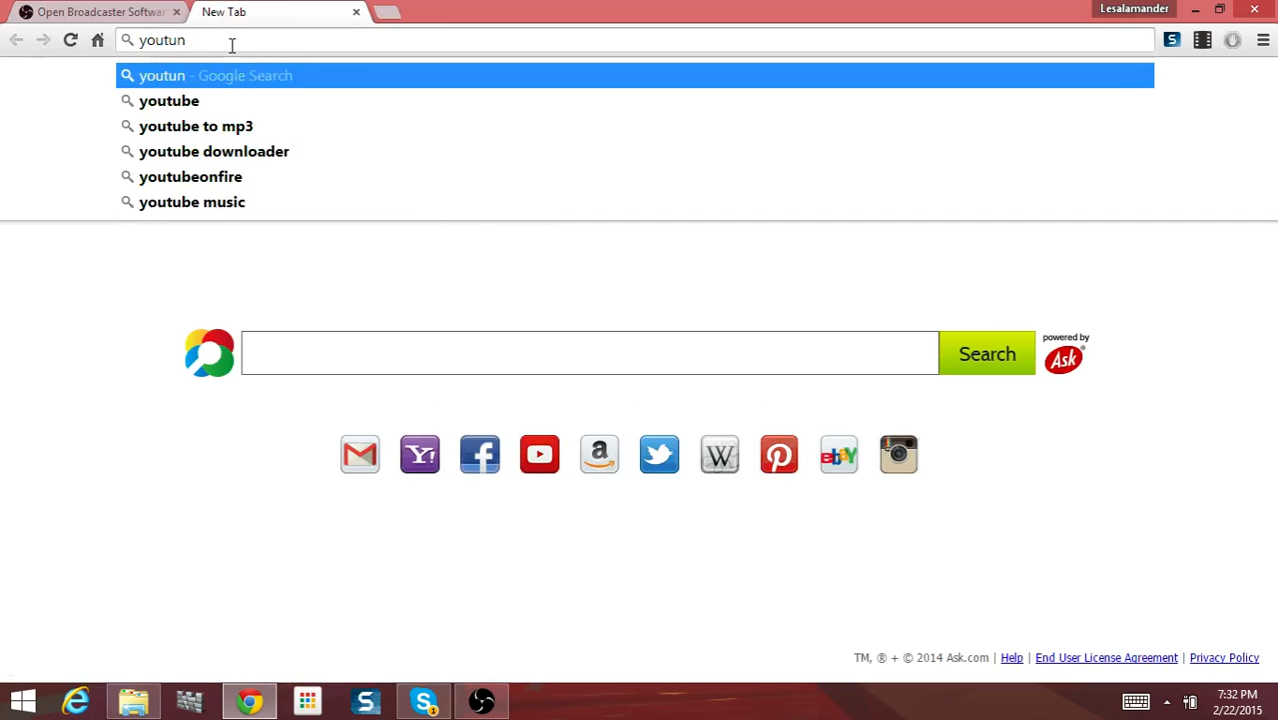 Open Broadcaster Softwar
New Tab
Lesalamander
youtun
youtun - Google Search
youtube
youtube to mp3
youtube downloader
youtubeonfire
youtube music
Search
powered by
Ask
TM, ® + © 2014 Ask.com | Help | End User License Agreement | Privacy Policy
7:32 PM
2/22/2015